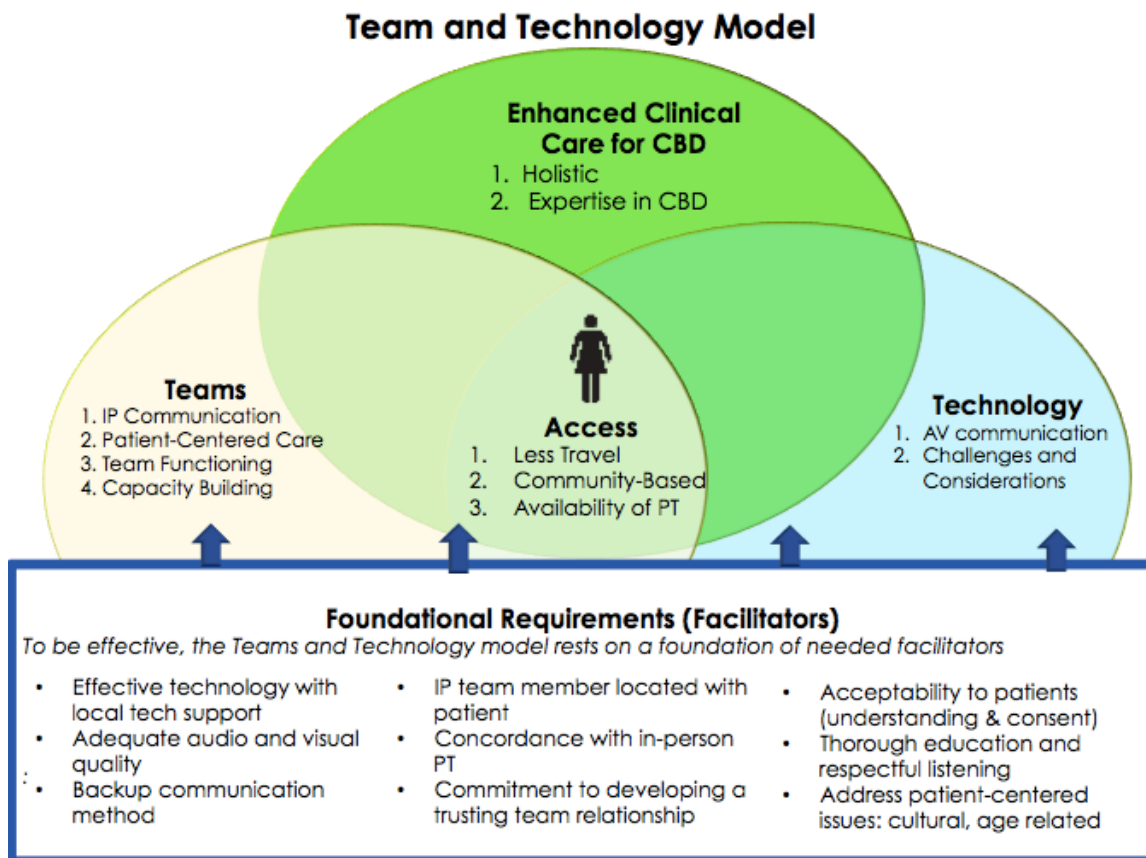 Team and Technology Model
Enhanced Clinical
Care for CBD
1. Holistic
2. Expertise in CBD
Teams
1. IP Communication
2. Patient-Centered Care
3. Team Functioning
4. Capacity Building
Access
1. Less Travel
2. Community-Based
3. Availability of PT
Technology
1. AV communication
2. Challenges and
Considerations
Foundational Requirements (Facilitators)
To be effective, the Teams and Technology model rests on a foundation of needed facilitators
• Effective technology with
local tech support
• Adequate audio and visual
quality
:
• Backup communication
method
• IP team member located with
patient
• Concordance with in-person
PT
• Commitment to developing a
trusting team relationship
• Acceptability to patients
(understanding & consent)
• Thorough education and
respectful listening
• Address patient-centered
issues: cultural, age related